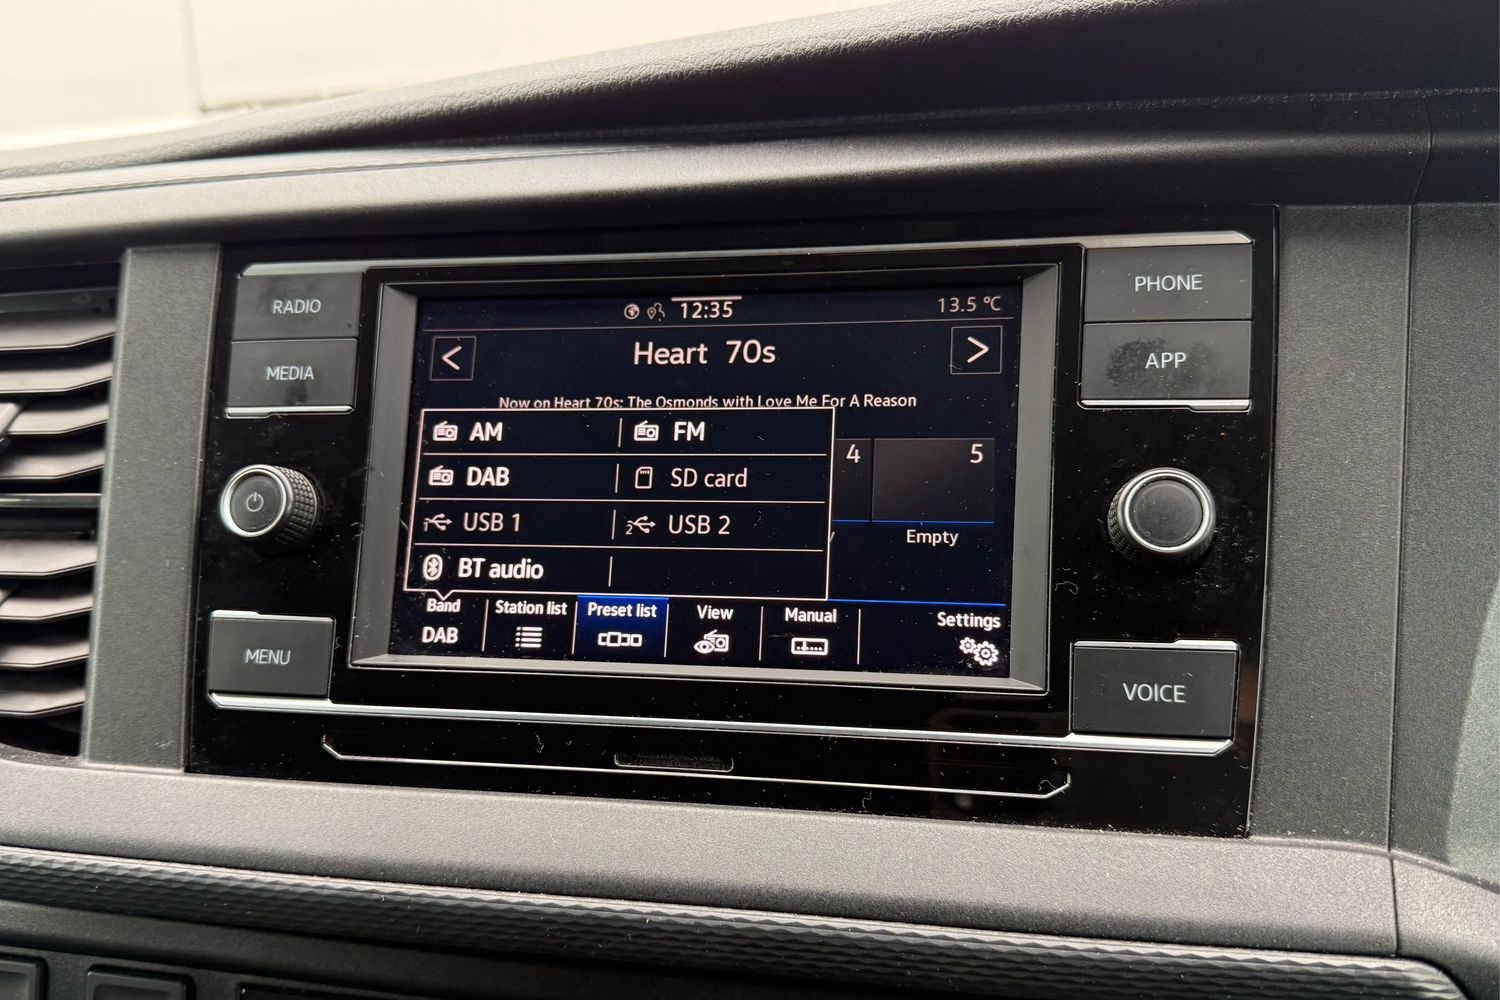 RADIO
MEDIA
MENU
PHONE
APP
VOICE
12:35
13.5 °C
< Heart 70s >
Now on Heart 70s: The Osmonds with Love Me For A Reason
AM FM
DAB SD card
1 USB 1 2 USB 2
BT audio
4 5
Empty
Band Station list Preset list View Manual Settings
DAB